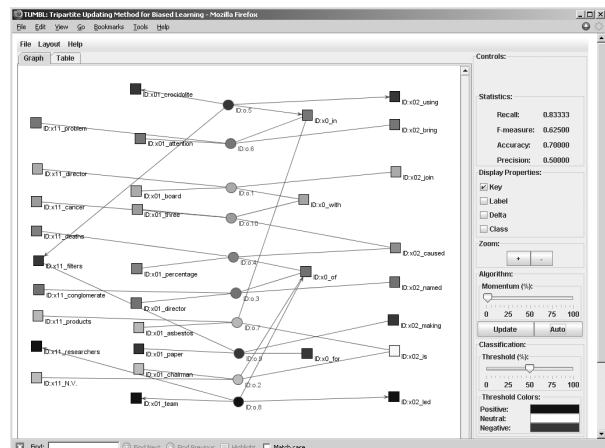 TUMBL: Tripartite Updating Method for Biased Learning - Mozilla Firefox
File Edit View Go Bookmarks Tools Help
File Layout Help
Graph Table
Controls:
ID:x01_crocidolite
ID:o.5
ID:x02_using
ID:x0_in
ID:x11_problem
ID:x01_attention
ID:o.6
ID:x02_bring
ID:x11_director
ID:x01_board
ID:o.1
ID:x02_join
ID:x11_cancer
ID:x01_three
ID:x0_with
ID:o.10
ID:x11_deaths
ID:x02_caused
ID:o.4
ID:x11_filters
ID:x01_percentage
ID:x0_of
ID:x11_conglomerate
ID:x01_director
ID:o.3
ID:x02_named
ID:x11_products
ID:x01_asbestos
ID:o.7
ID:x02_making
ID:x11_researchers
ID:x01_paper
ID:o.9
ID:x0_for
ID:x02_is
ID:x11_N.V.
ID:x01_chairman
ID:o.2
ID:x01_team
ID:o.8
ID:x02_led
Statistics:
Recall: 0.83333
F-measure: 0.62500
Accuracy: 0.70000
Precision: 0.50000
Display Properties:
Key
Label
Delta
Class
Zoom:
+ -
Algorithm:
Momentum (%):
0 25 50 75 100
Update Auto
Classification:
Threshold (%):
0 25 50 75 100
Threshold Colors:
Positive:
Neutral:
Negative:
Find: Find Next Find Previous Highlight Match case